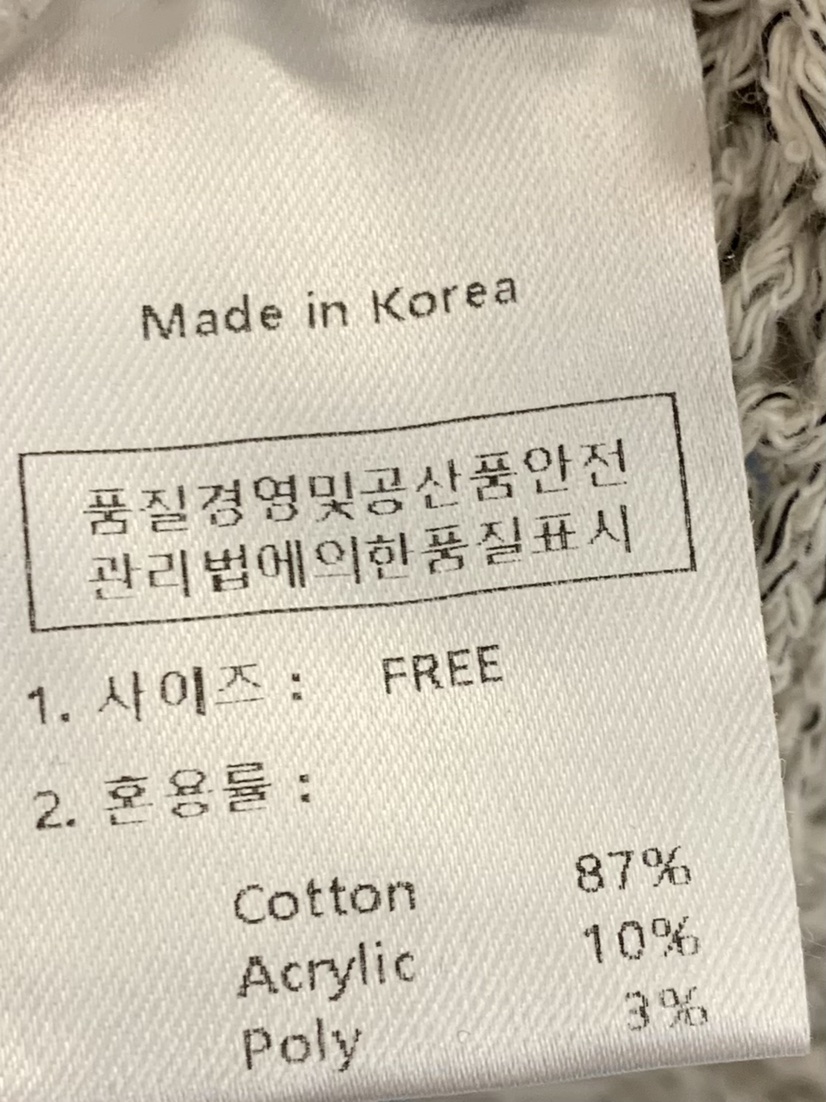 Made in Korea
품질경영및공산품안전
관리법에의한품질표시
1. 사이즈 : FREE
2. 혼용률 :
Cotton 87%
Acrylic 10%
Poly 3%